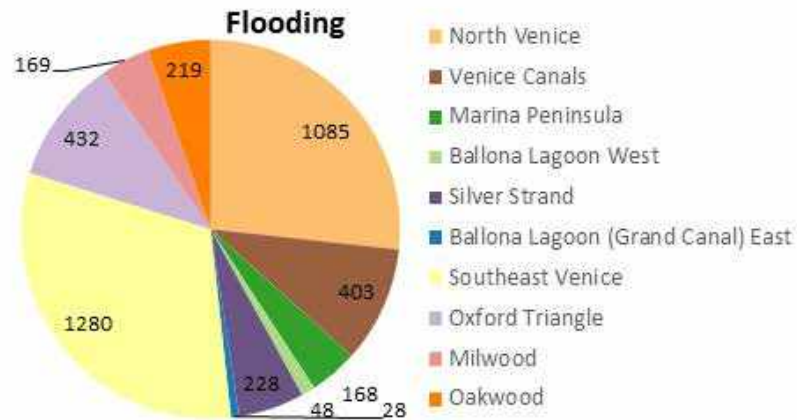 Flooding
169
219
1085
432
403
1280
228
168
48
28
North Venice
Venice Canals
Marina Peninsula
Ballona Lagoon West
Silver Strand
Ballona Lagoon (Grand Canal) East
Southeast Venice
Oxford Triangle
Milwood
Oakwood